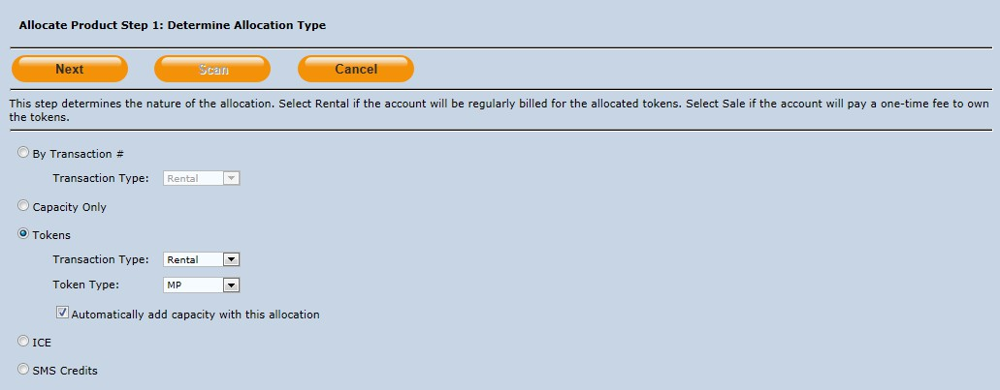 Allocate Product Step 1: Determine Allocation Type
Next Scan Cancel
This step determines the nature of the allocation. Select Rental if the account will be regularly billed for the allocated tokens. Select Sale if the account will pay a one-time fee to own
the tokens.
By Transaction #
Transaction Type: Rental
Capacity Only
Tokens
Transaction Type: Rental
Token Type: MP
Automatically add capacity with this allocation
ICE
SMS Credits